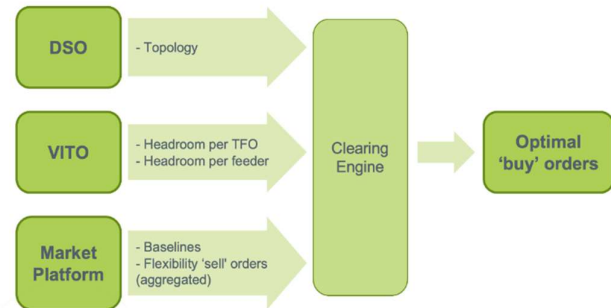 DSO
- Topology
VITO
- Headroom per TFO
- Headroom per feeder
Market
Platform
- Baselines
- Flexibility ‘sell’ orders
(aggregated)
Clearing
Engine
Optimal
‘buy’ orders